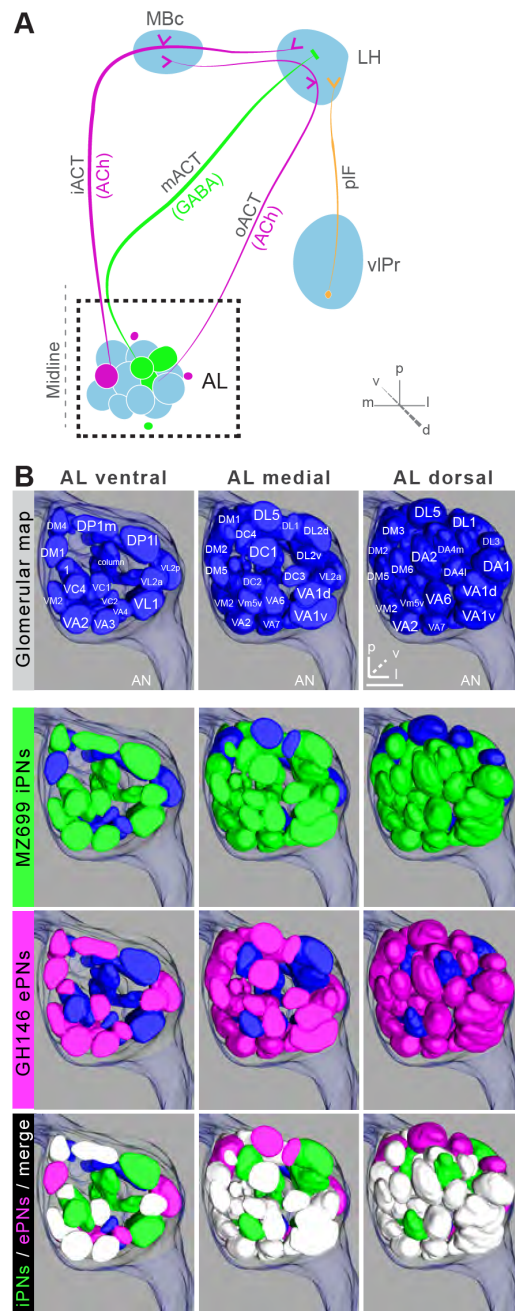 A
MBc
LH
iACT
(ACh)
mACT
(GABA)
oACT
(ACh)
plF
vlPr
Midline
AL
p
v
m
l
d
B
AL ventral
AL medial
AL dorsal
Glomerular map
DM4
DP1m
DP1l
DM1
column
1
VL2p
VL2a
VC4
VC1
VM2
VC2
VL1
VA4
VA2
VA3
AN
DM1
DL5
DL1
DL2d
DC4
DM2
DC1
DL2v
DM5
DC2
DC3
VL2a
VM2
Vm5v
VA6
VA1d
VA2
VA7
VA1v
AN
DL5
DM3
DL1
DL3
DM2
DA2
DA4m
DA1
DM5
DM6
DA4l
VM2
Vm5v
VA6
VA1d
VA2
VA7
VA1v
p
v
l
AN
MZ699 iPNs
GH146 ePNs
iPNs / ePNs / merge